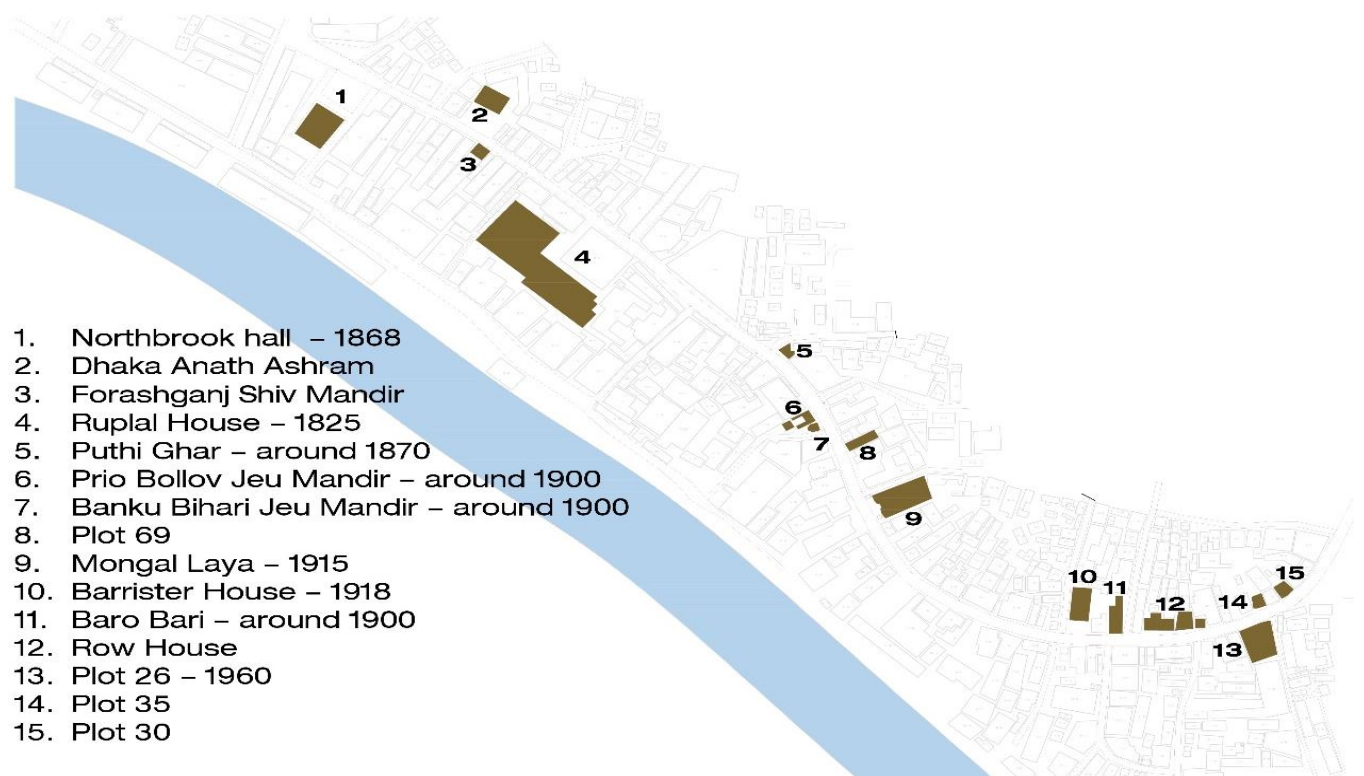 1
2
3
4
5
6
7
8
9
10
11
12
13
14
15
1. Northbrook hall – 1868
2. Dhaka Anath Ashram
3. Forashganj Shiv Mandir
4. Ruplal House – 1825
5. Puthi Ghar – around 1870
6. Prio Bollov Jeu Mandir – around 1900
7. Banku Bihari Jeu Mandir – around 1900
8. Plot 69
9. Mongal Laya – 1915
10. Barrister House – 1918
11. Baro Bari – around 1900
12. Row House
13. Plot 26 – 1960
14. Plot 35
15. Plot 30